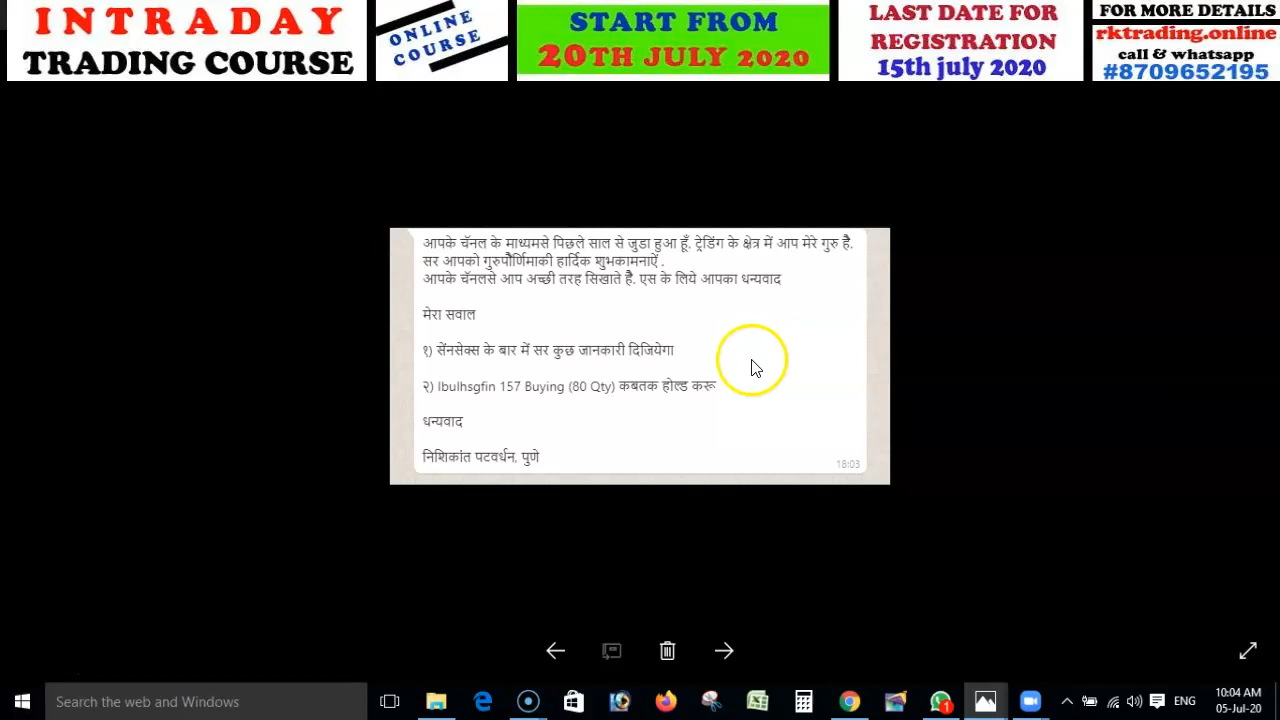 INTRADAY
TRADING COURSE
ONLINE
COURSE
START FROM
20TH JULY 2020
LAST DATE FOR
REGISTRATION
15th july 2020
FOR MORE DETAILS
rktrading.online
call & whatsapp
#8709652195
आपके चॅनल के माध्यमसे पिछले साल से जुडा हुआ हूँ. ट्रेडिंग के क्षेत्र में आप मेरे गुरु है.
सर आपको गुरुपौर्णिमाकी हार्दिक शुभकामनाऐं .
आपके चॅनलसे आप अच्छी तरह सिखाते है. एस के लिये आपका धन्यवाद
मेरा सवाल
१) सेंनसेक्स के बार में सर कुछ जानकारी दिजियेगा
२) Ibulhsgfin 157 Buying (80 Qty) कबतक होल्ड करू
धन्यवाद
निशिकांत पटवर्धन, पुणे
18:03
Search the web and Windows
1
ENG
10:04 AM
05-Jul-20